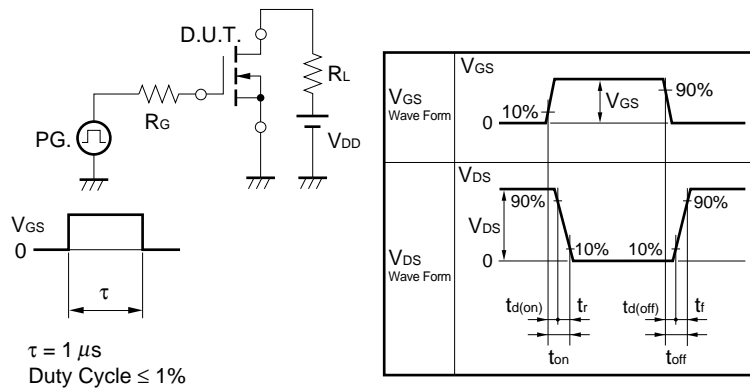 D.U.T.
RL
RG
PG.
VDD
VGS
0
τ
τ = 1 μs
Duty Cycle ≤ 1%
VGS
Wave Form
VGS
10%
VGS
90%
0
VDS
Wave Form
VDS
90%
VDS
90%
10%
10%
0
td(on)
tr
td(off)
tf
ton
toff